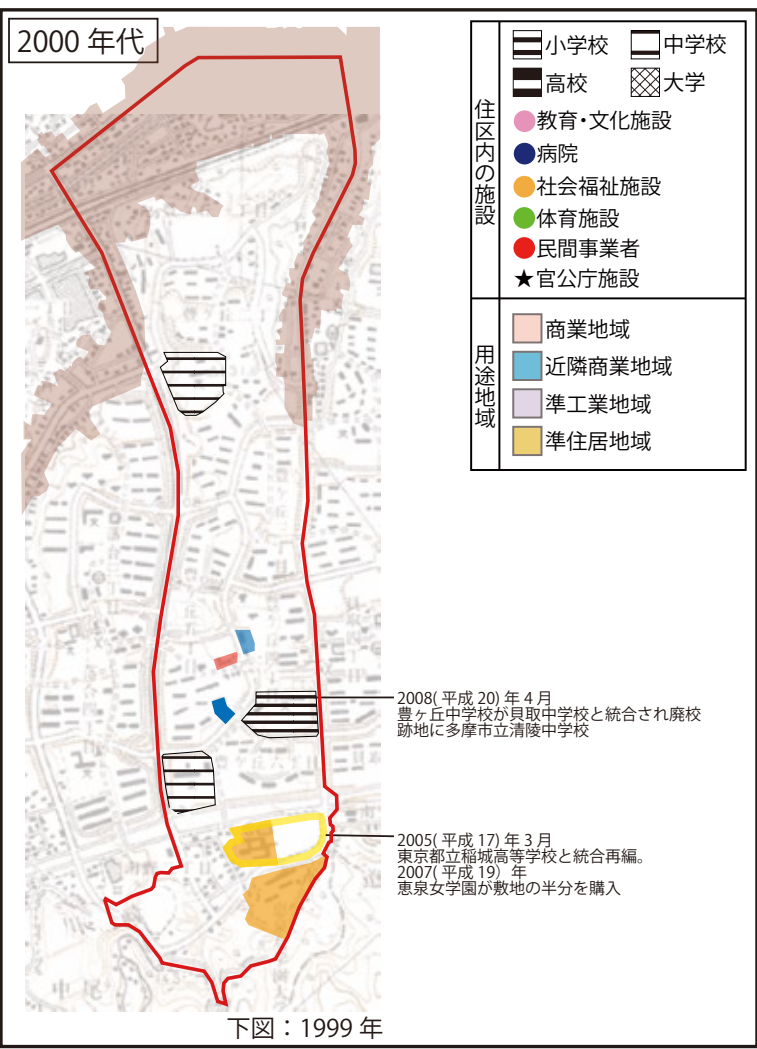 2000 年代
住区内の施設
小学校
中学校
高校
大学
教育・文化施設
病院
社会福祉施設
体育施設
民間事業者
★官公庁施設
用途地域
商業地域
近隣商業地域
準工業地域
準住居地域
2008( 平成 20) 年 4 月
豊ヶ丘中学校が貝取中学校と統合され廃校
跡地に多摩市立清陵中学校
2005( 平成 17) 年 3 月
東京都立稲城高等学校と統合再編。
2007( 平成 19） 年
恵泉女学園が敷地の半分を購入
中 尾
下図：1999 年